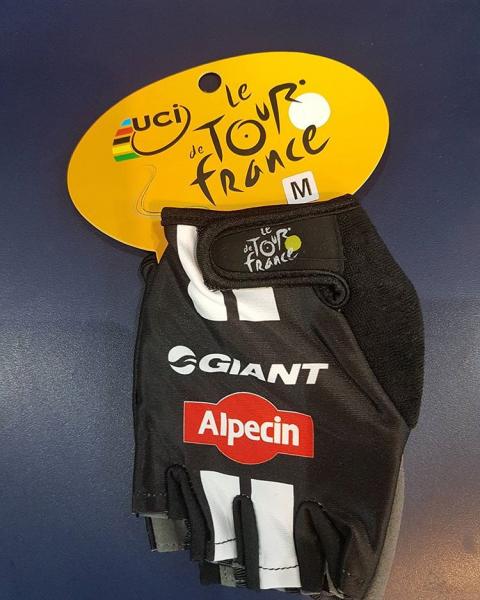 UCi
Le
TOUR
de
france
M
Le
de TOUR
france
GIANT
Alpecin